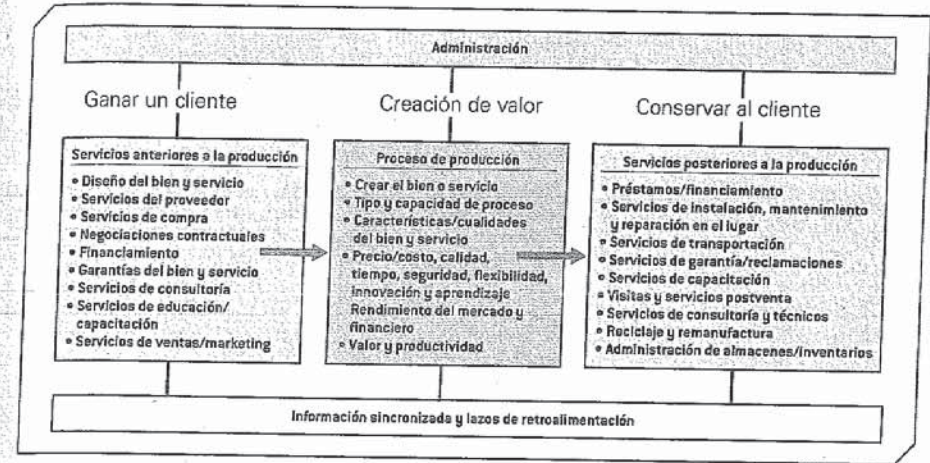 Administración
Ganar un cliente
Creación de valor
Conservar al cliente
Servicios anteriores a la producción
• Diseño del bien y servicio
• Servicios del proveedor
• Servicios de compra
• Negociaciones contractuales
• Financiamiento
• Garantías del bien y servicio
• Servicios de consultoría
• Servicios de educación/
capacitación
• Servicios de ventas/marketing
Proceso de producción
• Crear el bien o servicio
• Tipo y capacidad de proceso
• Características/cualidades
del bien y servicio
• Precio/costo, calidad,
tiempo, seguridad, flexibilidad,
innovación y aprendizaje
Rendimiento del mercado y
financiero
• Valor y productividad
Servicios posteriores a la producción
• Préstamos/financiamiento
• Servicios de instalación, mantenimiento
y reparación en el lugar
• Servicios de transportación
• Servicios de garantía/reclamaciones
• Servicios de capacitación
• Visitas y servicios postventa
• Servicios de consultoría y técnicos
• Reciclaje y remanufactura
• Administración de almacenes/inventarios
Información sincronizada y lazos de retroalimentación